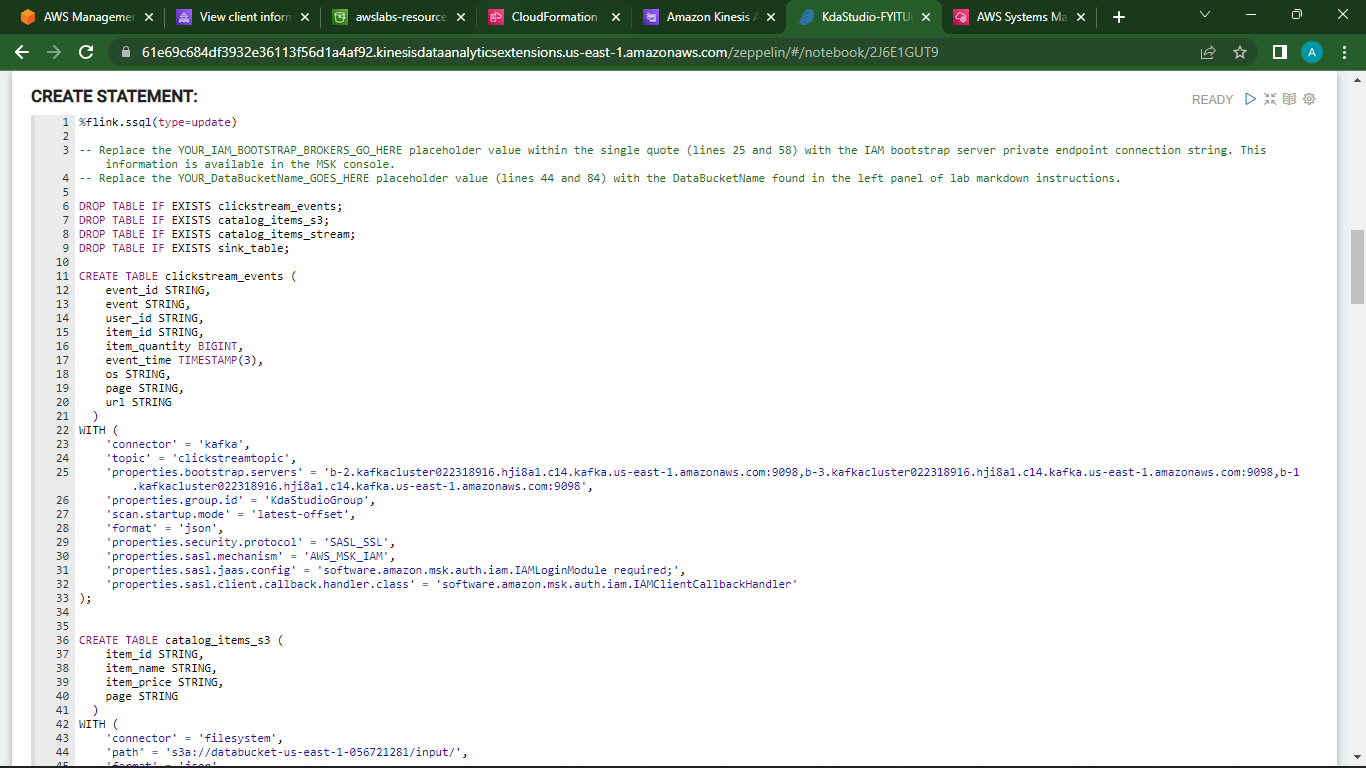 AWS Managemen
View client inforn
awslabs-resource
CloudFormation
Amazon Kinesis A
KdaStudio-FYITU
AWS Systems Ma
61e69c684df3932e36113f56d1a4af92.kinesisdataanalyticsextensions.us-east-1.amazonaws.com/zeppelin/#/notebook/2J6E1GUT9
A
CREATE STATEMENT:
READY
1 %flink.ssql(type=update)
2
3 -- Replace the YOUR_IAM_BOOTSTRAP_BROKERS_GO_HERE placeholder value within the single quote (lines 25 and 58) with the IAM bootstrap server private endpoint connection string. This
information is available in the MSK console.
4 -- Replace the YOUR_DataBucketName_GOES_HERE placeholder value (lines 44 and 84) with the DataBucketName found in the left panel of lab markdown instructions.
5
6 DROP TABLE IF EXISTS clickstream_events;
7 DROP TABLE IF EXISTS catalog_items_s3;
8 DROP TABLE IF EXISTS catalog_items_stream;
9 DROP TABLE IF EXISTS sink_table;
10
11 CREATE TABLE clickstream_events (
12 event_id STRING,
13 event STRING,
14 user_id STRING,
15 item_id STRING,
16 item_quantity BIGINT,
17 event_time TIMESTAMP(3),
18 os STRING,
19 page STRING,
20 url STRING
21 )
22 WITH (
23 'connector' = 'kafka',
24 'topic' = 'clickstreamtopic',
25 'properties.bootstrap.servers' = 'b-2.kafkacluster022318916.hji8a1.c14.kafka.us-east-1.amazonaws.com:9098,b-3.kafkacluster022318916.hji8a1.c14.kafka.us-east-1.amazonaws.com:9098,b-1
.kafkacluster022318916.hji8a1.c14.kafka.us-east-1.amazonaws.com:9098',
26 'properties.group.id' = 'KdaStudioGroup',
27 'scan.startup.mode' = 'latest-offset',
28 'format' = 'json',
29 'properties.security.protocol' = 'SASL_SSL',
30 'properties.sasl.mechanism' = 'AWS_MSK_IAM',
31 'properties.sasl.jaas.config' = 'software.amazon.msk.auth.iam.IAMLoginModule required;',
32 'properties.sasl.client.callback.handler.class' = 'software.amazon.msk.auth.iam.IAMClientCallbackHandler'
33 );
34
35
36 CREATE TABLE catalog_items_s3 (
37 item_id STRING,
38 item_name STRING,
39 item_price STRING,
40 page STRING
41 )
42 WITH (
43 'connector' = 'filesystem',
44 'path' = 's3a://databucket-us-east-1-056721281/input/',
45 'format' = 'json'